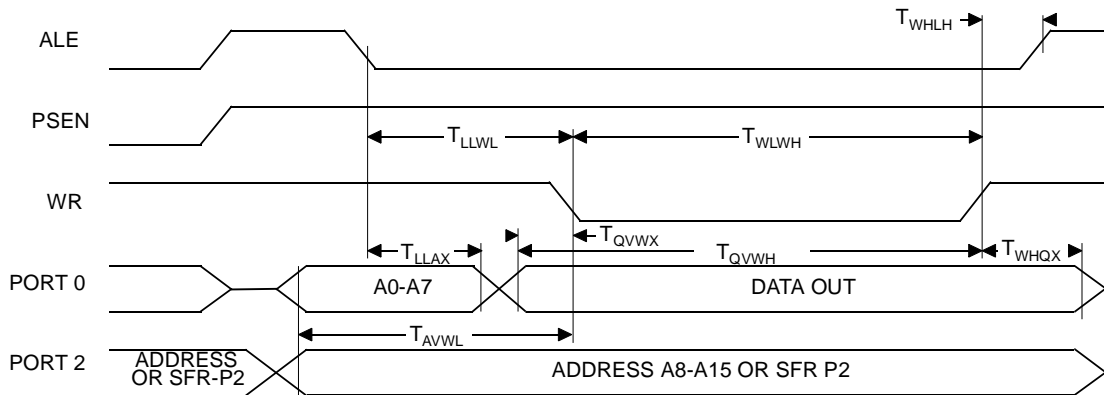 T_WHLH
ALE
PSEN
T_LLWL
T_WLWH
WR
T_QVWX
T_LLAX
T_QVWH
T_WHQX
PORT 0
A0-A7
DATA OUT
T_AVWL
PORT 2
ADDRESS
OR SFR-P2
ADDRESS A8-A15 OR SFR P2